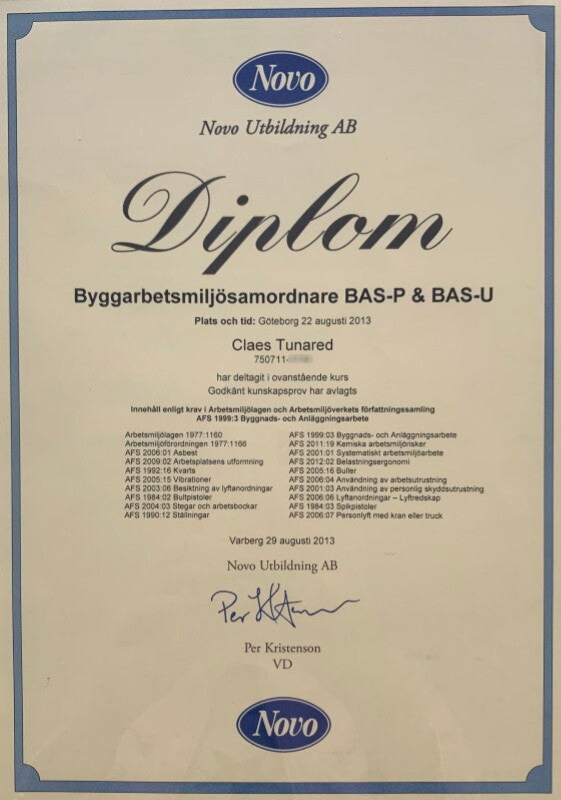 Novo
Novo Utbildning AB
Diplom
Byggarbetsmiljösamordnare BAS-P & BAS-U
Plats och tid: Göteborg 22 augusti 2013
Claes Tunared
750711-
har deltagit i ovanstående kurs
Godkänt kunskapsprov har avlagts
Innehåll enligt krav i Arbetsmiljölagen och Arbetsmiljöverkets författningssamling
AFS 1999:3 Byggnads- och Anläggningsarbete
Arbetsmiljölagen 1977:1160
Arbetsmiljöförordningen 1977:1166
AFS 2006:01 Asbest
AFS 2009:02 Arbetsplatsens utformning
AFS 1992:16 Kvarts
AFS 2005:15 Vibrationer
AFS 2003:06 Besiktning av lyftanordningar
AFS 1984:02 Bultpistoler
AFS 2004:03 Stegar och arbetsbockar
AFS 1990:12 Ställningar
AFS 1999:03 Byggnads- och Anläggningsarbete
AFS 2011:19 Kemiska arbetsmiljörisker
AFS 2001:01 Systematiskt arbetsmiljöarbete
AFS 2012:02 Belastningsergonomi
AFS 2005:16 Buller
AFS 2006:04 Användning av arbetsutrustning
AFS 2001:03 Användning av personlig skyddsutrustning
AFS 2006:06 Lyftanordningar – Lyftredskap
AFS 1984:03 Spikpistoler
AFS 2006:07 Personlyft med kran eller truck
Varberg 29 augusti 2013
Novo Utbildning AB
Per
Per Kristenson
VD
Novo